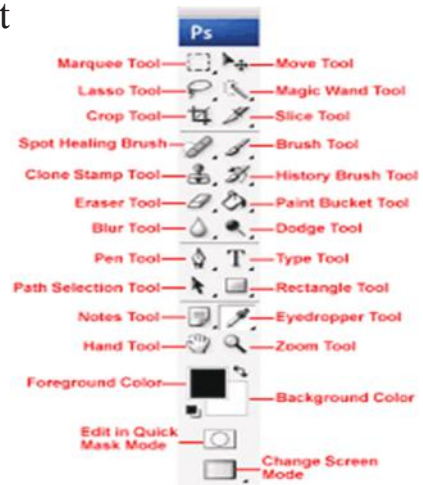 t
Ps
Marquee Tool Move Tool
Lasso Tool Magic Wand Tool
Crop Tool Slice Tool
Spot Healing Brush Brush Tool
Clone Stamp Tool History Brush Tool
Eraser Tool Paint Bucket Tool
Blur Tool Dodge Tool
Pen Tool T Type Tool
Path Selection Tool Rectangle Tool
Notes Tool Eyedropper Tool
Hand Tool Zoom Tool
Foreground Color
Background Color
Edit in Quick
Mask Mode
Change Screen
Mode